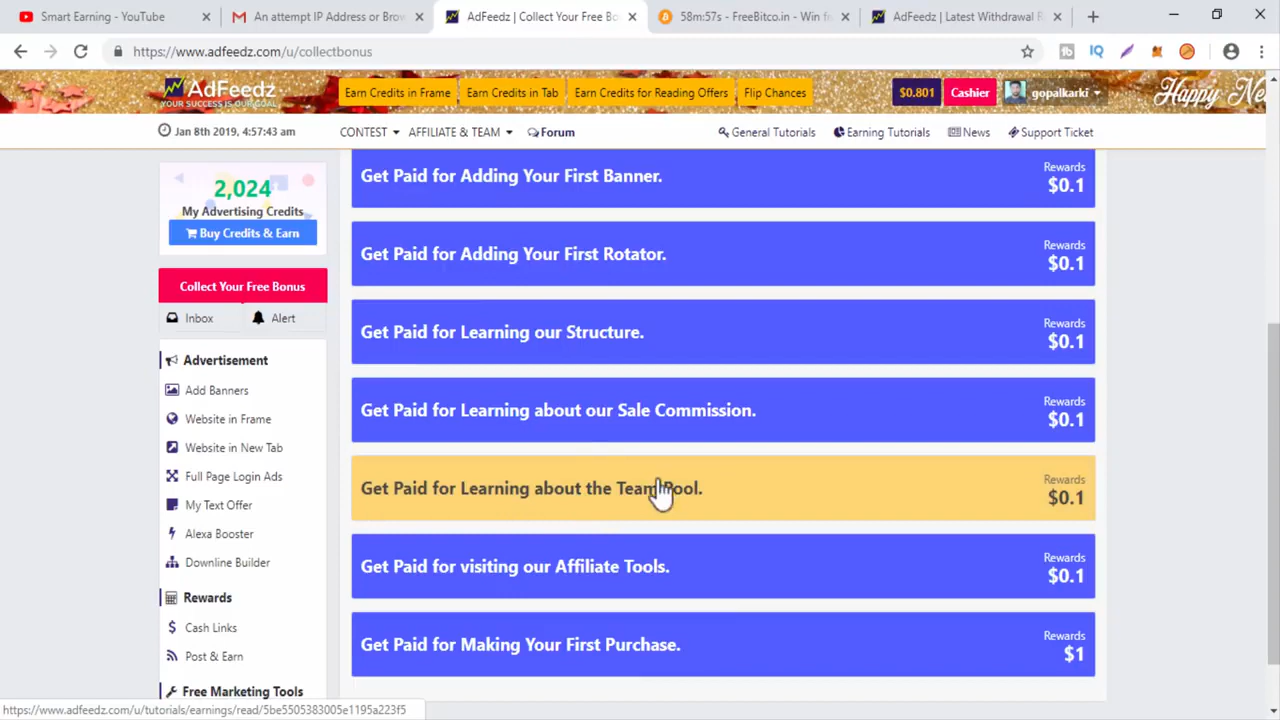 Smart Earning - YouTube
An attempt IP Address or Brow
AdFeedz | Collect Your Free Bo
58m:57s - FreeBitco.in - Win f
AdFeedz | Latest Withdrawal R
https://www.adfeedz.com/u/collectbonus
AdFeedz
YOUR SUCCESS IS OUR GOAL
Earn Credits in Frame
Earn Credits in Tab
Earn Credits for Reading Offers
Flip Chances
$0.801
Cashier
gopalkarki
Happy Ne
Jan 8th 2019, 4:57:43 am
CONTEST
AFFILIATE & TEAM
Forum
General Tutorials
Earning Tutorials
News
Support Ticket
2,024
My Advertising Credits
Buy Credits & Earn
Collect Your Free Bonus
Inbox
Alert
Advertisement
Add Banners
Website in Frame
Website in New Tab
Full Page Login Ads
My Text Offer
Alexa Booster
Downline Builder
Rewards
Cash Links
Post & Earn
Free Marketing Tools
Get Paid for Adding Your First Banner.
Rewards
$0.1
Get Paid for Adding Your First Rotator.
Rewards
$0.1
Get Paid for Learning our Structure.
Rewards
$0.1
Get Paid for Learning about our Sale Commission.
Rewards
$0.1
Get Paid for Learning about the Team Pool.
Rewards
$0.1
Get Paid for visiting our Affiliate Tools.
Rewards
$0.1
Get Paid for Making Your First Purchase.
Rewards
$1
https://www.adfeedz.com/u/tutorials/earnings/read/5be5505383005e1195a223f5